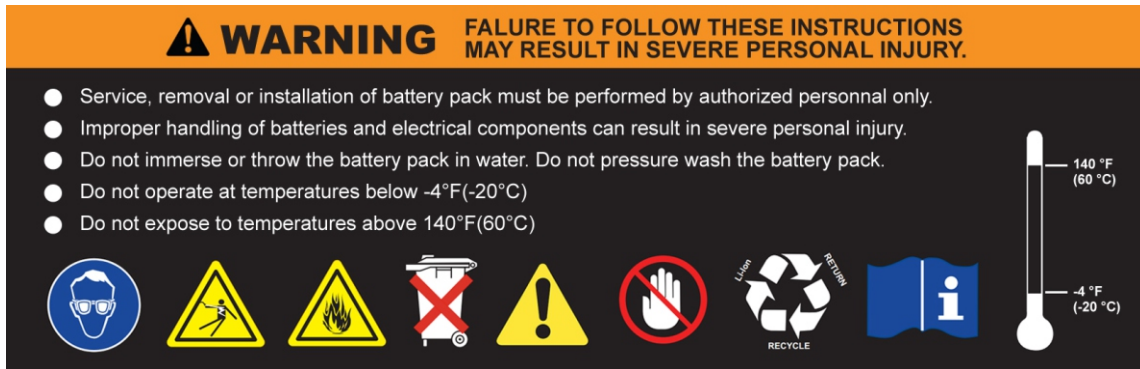 WARNING
FALURE TO FOLLOW THESE INSTRUCTIONS
MAY RESULT IN SEVERE PERSONAL INJURY.
Service, removal or installation of battery pack must be performed by authorized personnal only.
Improper handling of batteries and electrical components can result in severe personal injury.
Do not immerse or throw the battery pack in water. Do not pressure wash the battery pack.
Do not operate at temperatures below -4°F(-20°C)
Do not expose to temperatures above 140°F(60°C)
140 °F
(60 °C)
-4 °F
(-20 °C)
Li-ion
RETURN
RECYCLE
i